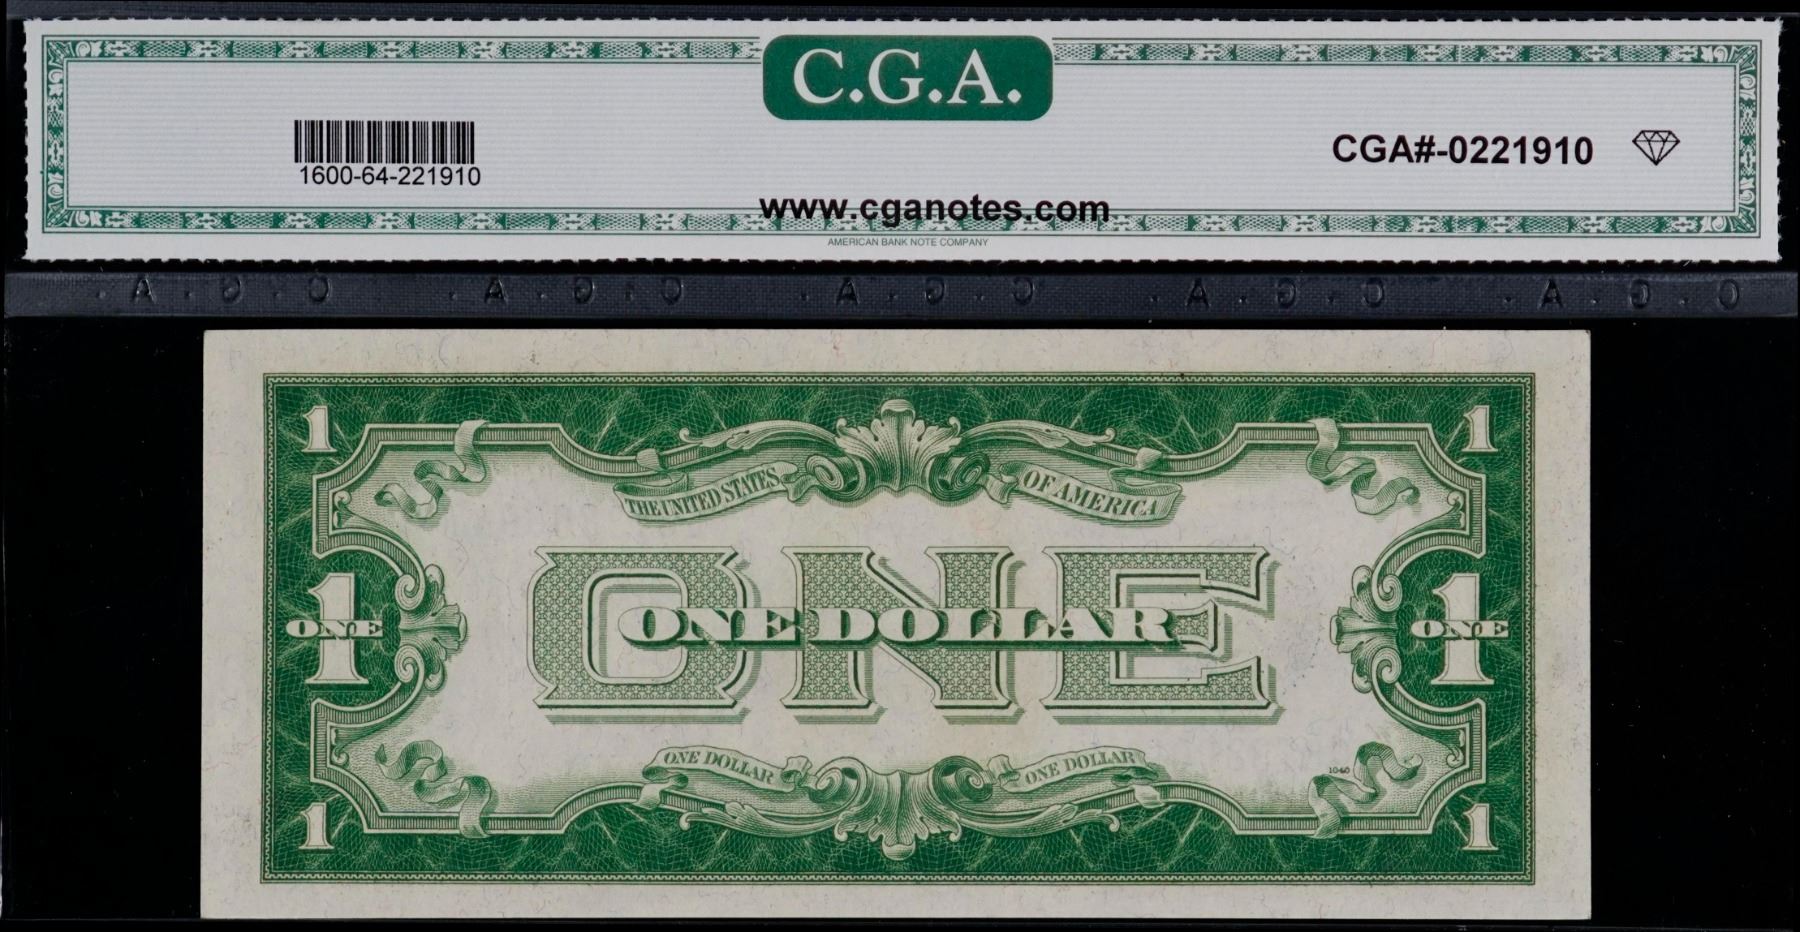 C.G.A.
1600-64-221910
CGA#-0221910
www.cganotes.com
AMERICAN BANK NOTE COMPANY
C.G.A. C.G.A. C.G.A. C.G.A. C.G.A.
1 1
THE UNITED STATES OF AMERICA
ONE
1 ONE ONE DOLLAR 1 ONE
ONE DOLLAR ONE DOLLAR
1040
1 1